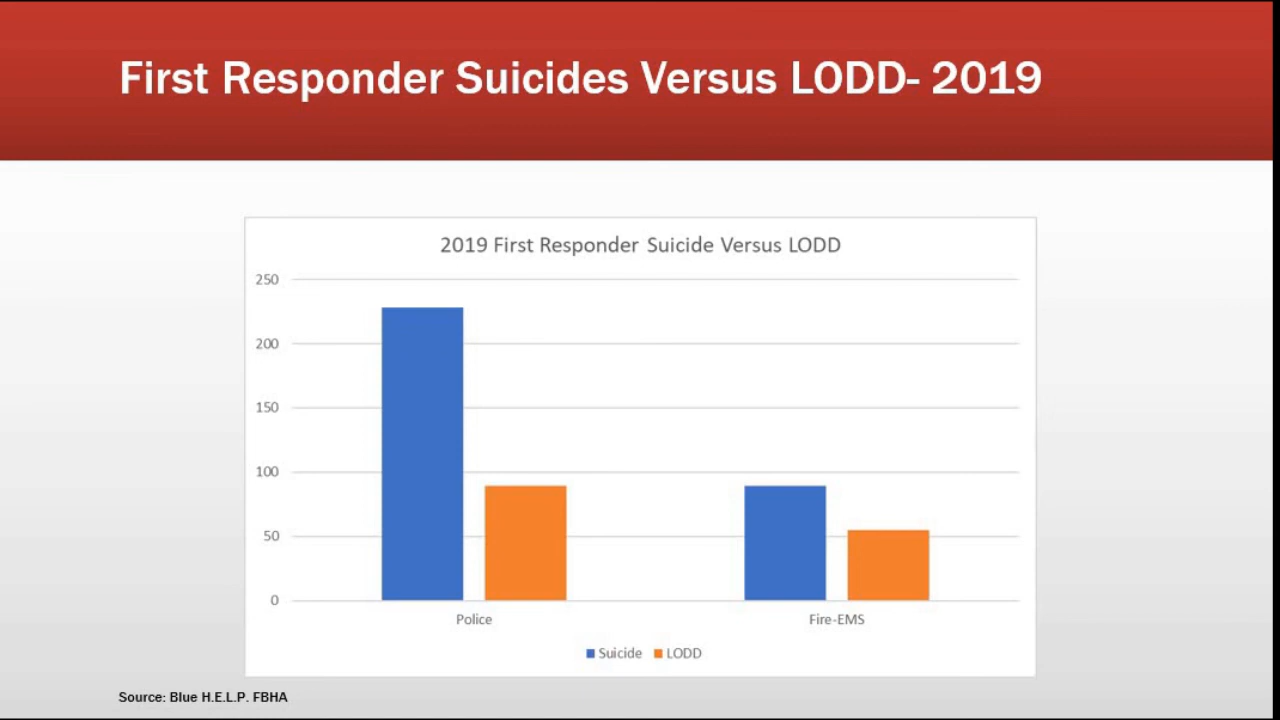 First Responder Suicides Versus LODD- 2019
2019 First Responder Suicide Versus LODD
250
200
150
100
50
0
Police Fire-EMS
Suicide LODD
Source: Blue H.E.L.P. FBHA